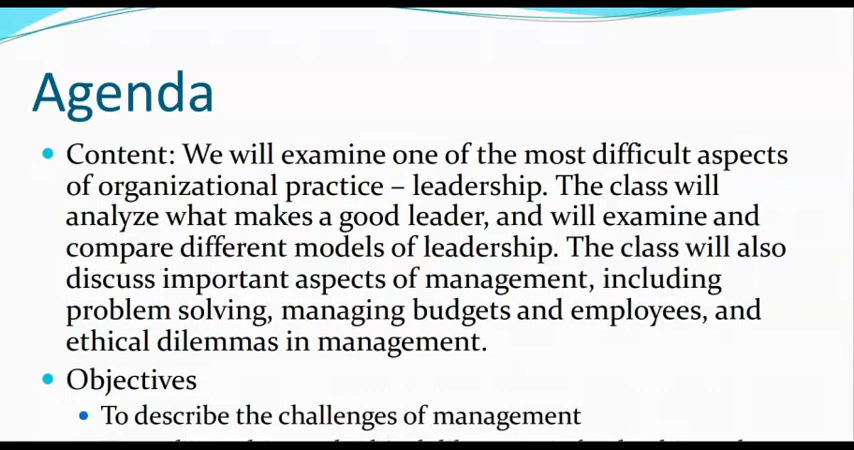 Agenda
• Content: We will examine one of the most difficult aspects
of organizational practice – leadership. The class will
analyze what makes a good leader, and will examine and
compare different models of leadership. The class will also
discuss important aspects of management, including
problem solving, managing budgets and employees, and
ethical dilemmas in management.
• Objectives
• To describe the challenges of management